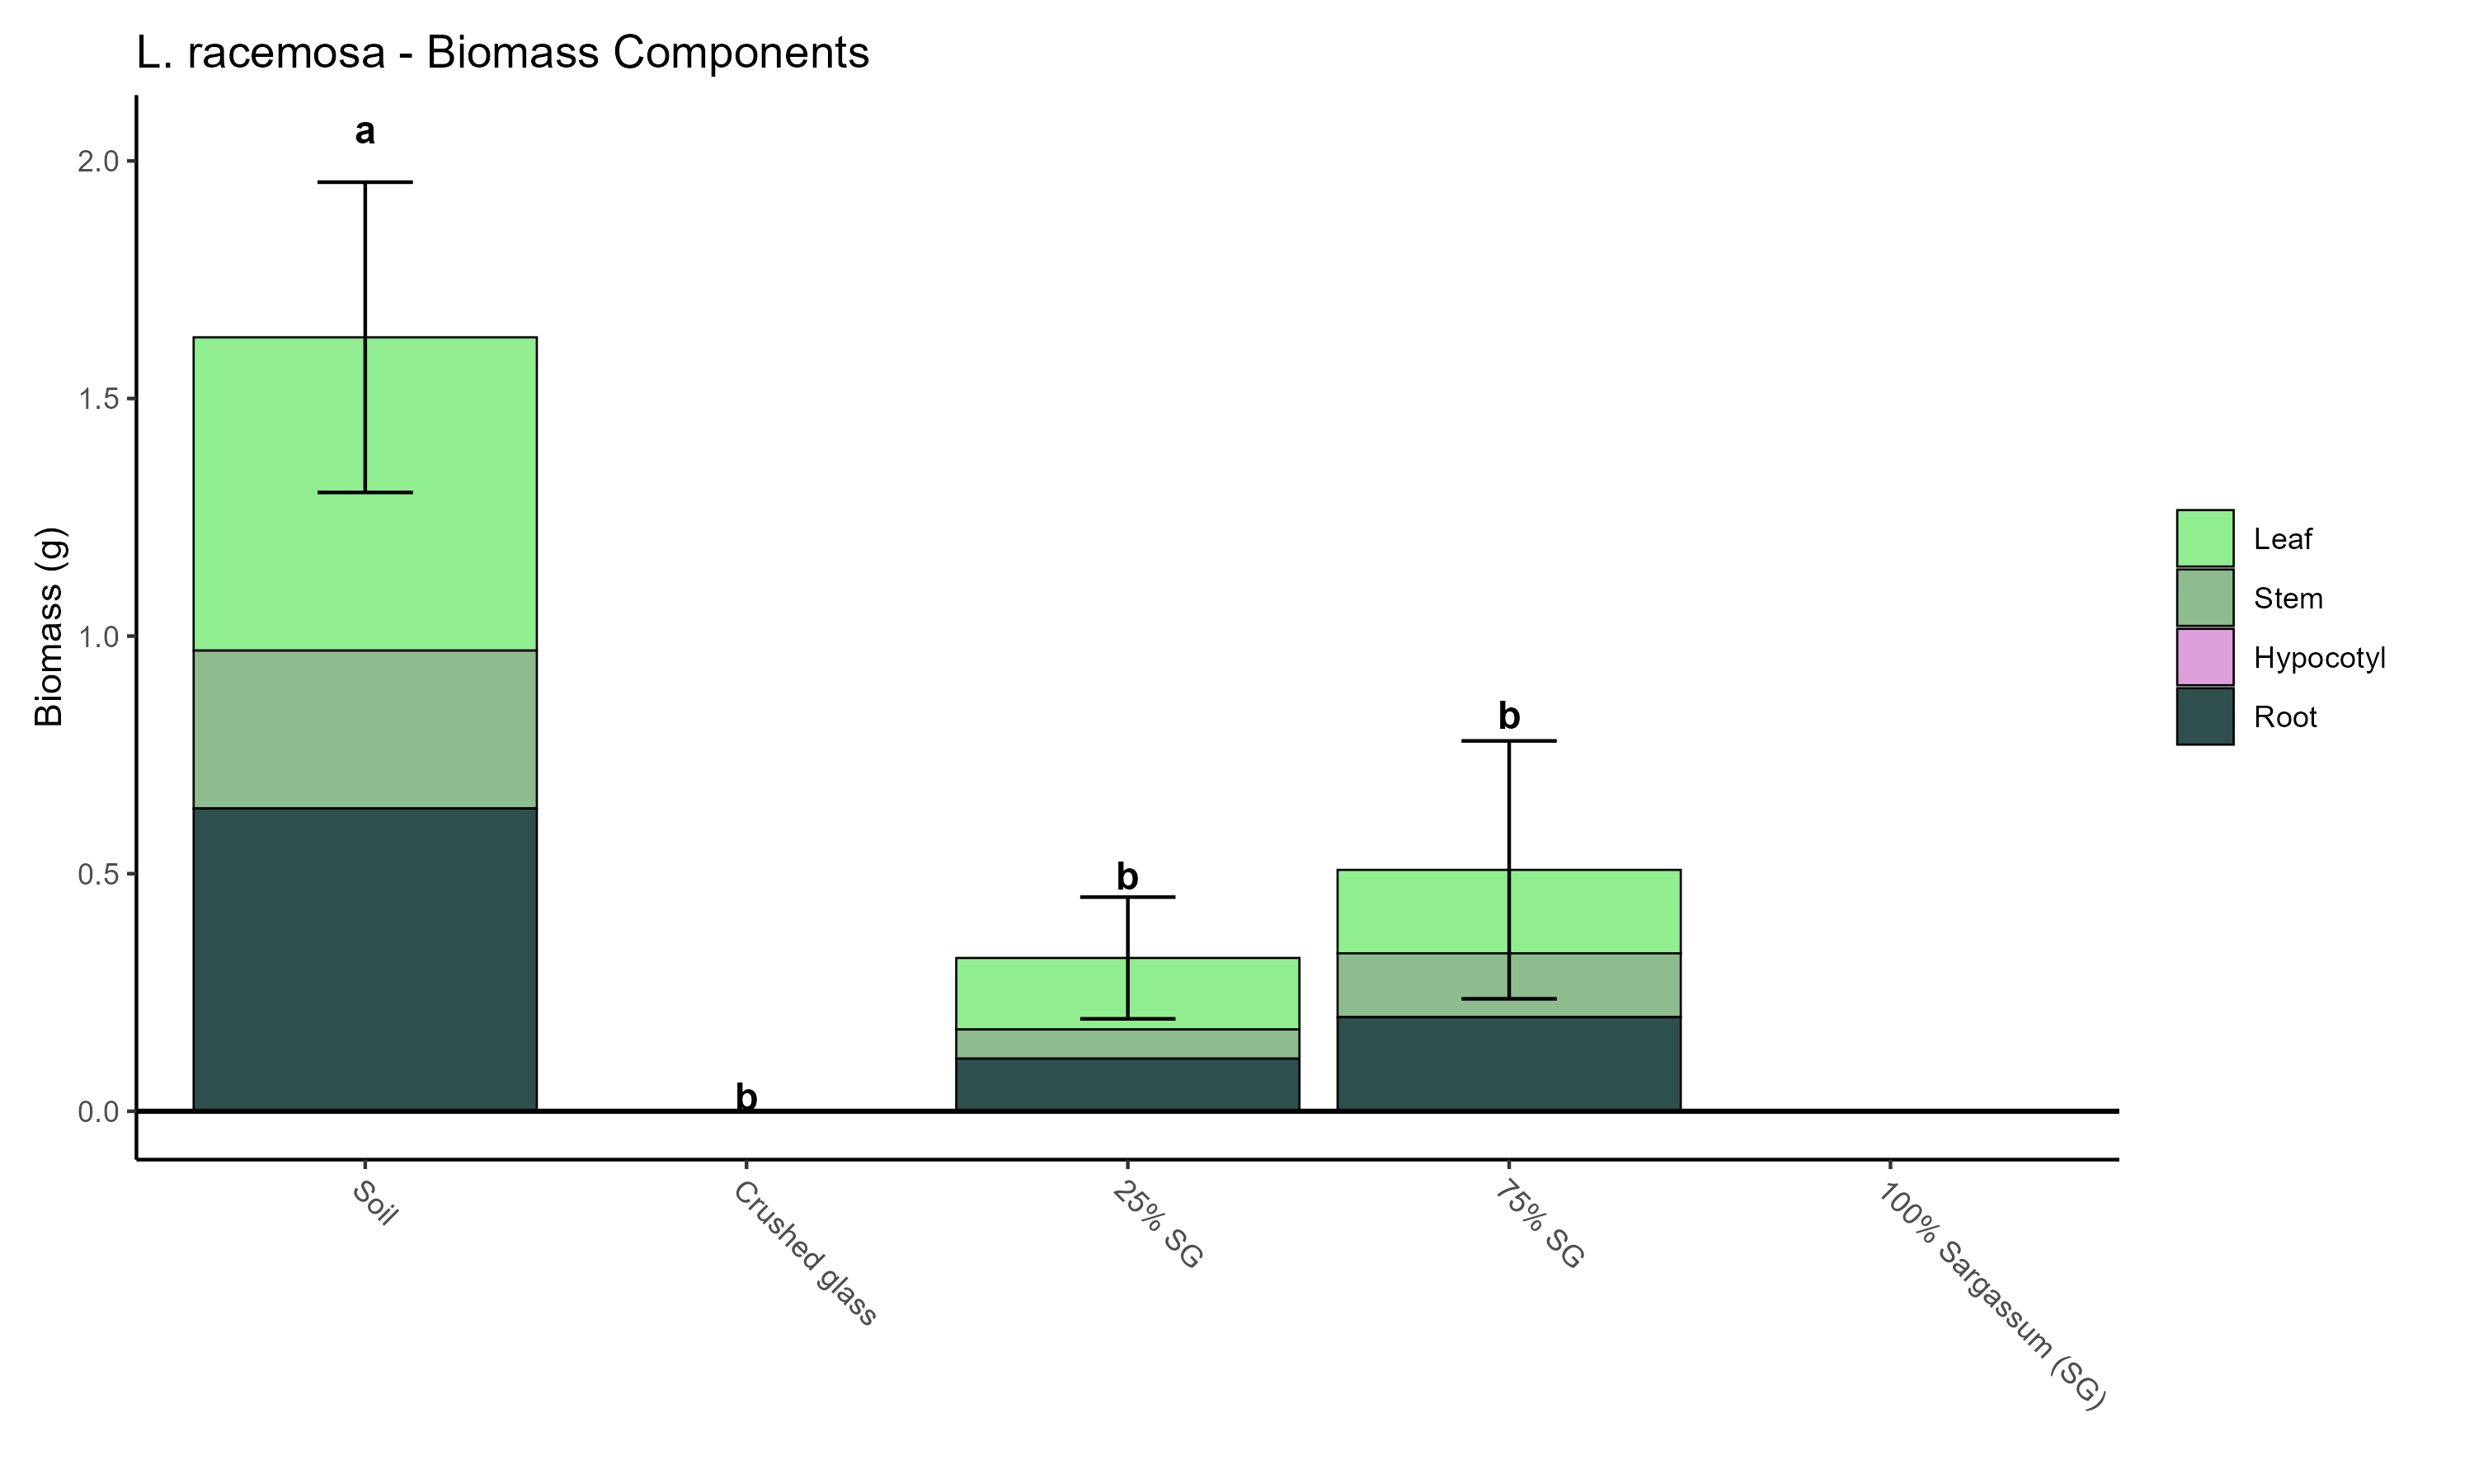 L. racemosa - Biomass Components
a
2.0
1.5
1.0
0.5
0.0
Biomass (g)
b
b
b
Leaf
Stem
Hypocotyl
Root
Soil
Crushed glass
25% SG
75% SG
100% Sargassum (SG)